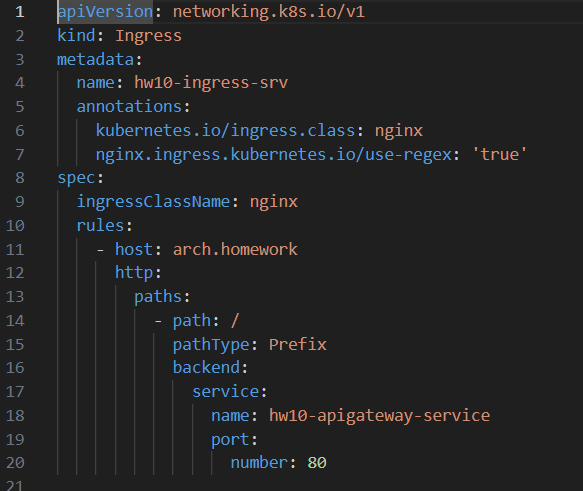 1 apiVersion: networking.k8s.io/v1
2 kind: Ingress
3 metadata:
4   name: hw10-ingress-srv
5   annotations:
6     kubernetes.io/ingress.class: nginx
7     nginx.ingress.kubernetes.io/use-regex: 'true'
8 spec:
9   ingressClassName: nginx
10   rules:
11     - host: arch.homework
12       http:
13         paths:
14           - path: /
15             pathType: Prefix
16             backend:
17               service:
18                 name: hw10-apigateway-service
19                 port:
20                   number: 80
21